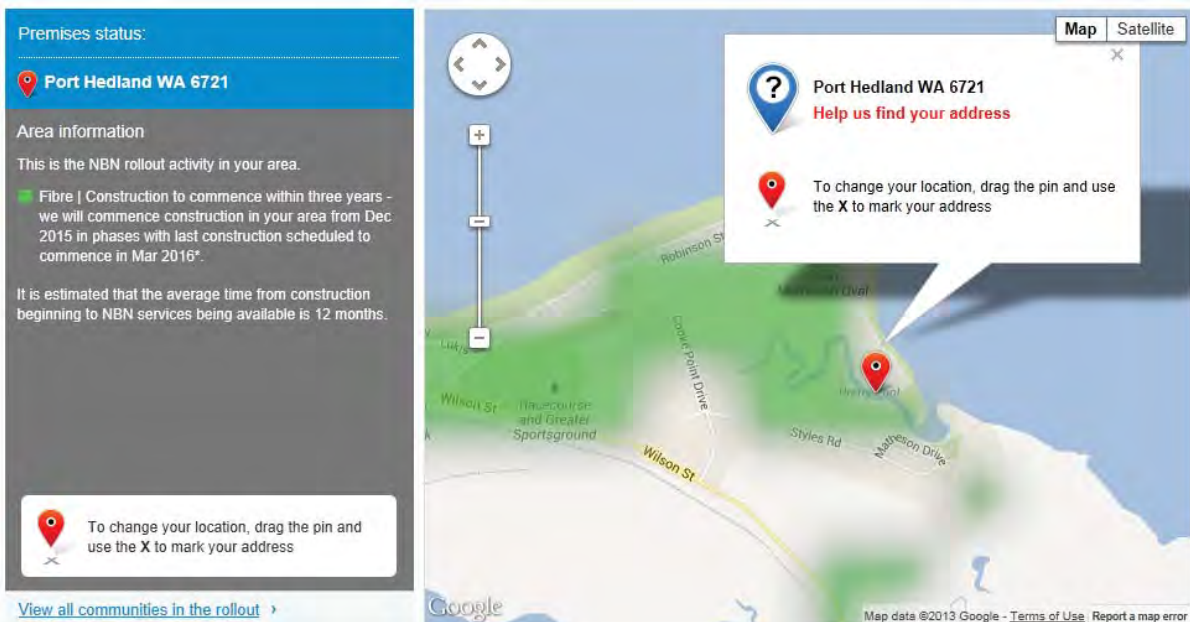 Premises status:
Port Hedland WA 6721
Area information
This is the NBN rollout activity in your area.
Fibre | Construction to commence within three years -
we will commence construction in your area from Dec
2015 in phases with last construction scheduled to
commence in Mar 2016*.
It is estimated that the average time from construction
beginning to NBN services being available is 12 months.
To change your location, drag the pin and
use the X to mark your address
View all communities in the rollout ›
Map Satellite
?
Port Hedland WA 6721
Help us find your address
To change your location, drag the pin and use
the X to mark your address
Robinson St
Oval
Cooke Point Drive
Wilson St
Racecourse
and Greater
Sportsground
Styles Rd
Matheson Drive
Wilson St
Google
Map data ©2013 Google - Terms of Use Report a map error